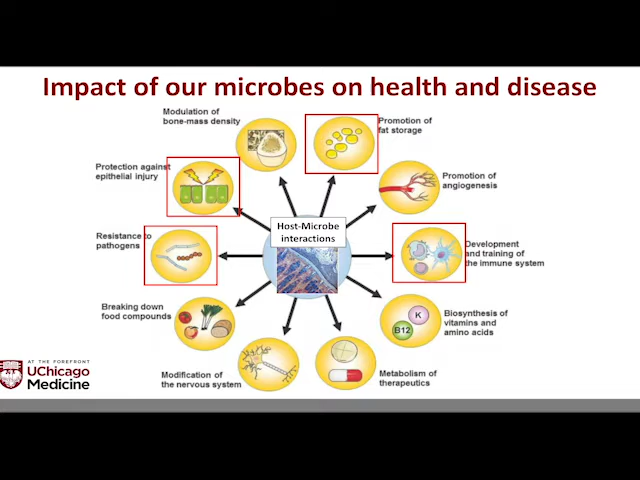 Impact of our microbes on health and disease
Modulation of
bone-mass density
Promotion of
fat storage
Protection against
epithelial injury
Promotion of
angiogenesis
Host-Microbe
interactions
Resistance to
pathogens
Development
and training of
the immune system
Breaking down
food compounds
Biosynthesis of
vitamins and
amino acids
K
B12
Modification of
the nervous system
Metabolism of
therapeutics
AT THE FOREFRONT
UChicago
Medicine